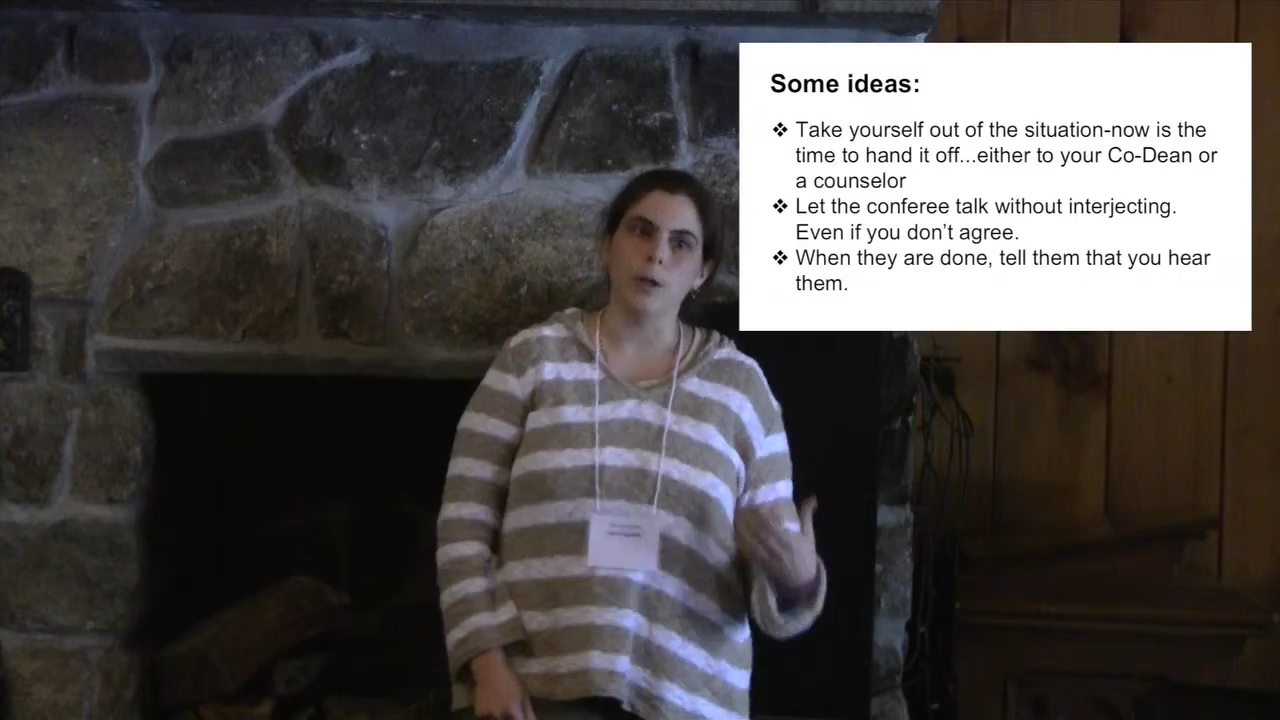 Some ideas:
❖ Take yourself out of the situation-now is the
time to hand it off...either to your Co-Dean or
a counselor
❖ Let the conferee talk without interjecting.
Even if you don’t agree.
❖ When they are done, tell them that you hear
them.